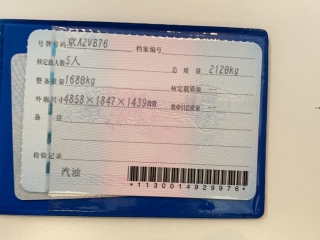 号牌号码 京A2VB76 档案编号
核定载人数 5人 总质量 2120kg
整备质量 1680kg 核定载质量 --
外廓尺寸 4858×1847×1439mm 准牵引总质量 --
备注
检验记录
汽油
*1130014929976*